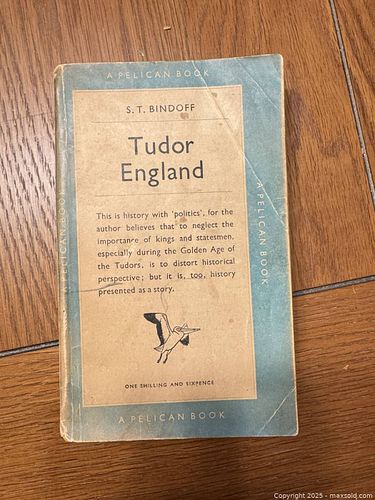 A PELICAN BOOK
S. T. BINDOFF
Tudor
England
This is history with 'politics', for the
author believes that to neglect the
importance of kings and statesmen,
especially during the Golden Age of
the Tudors, is to distort historical
perspective; but it is, too, history
presented as a story.
ONE SHILLING AND SIXPENCE
A PELICAN BOOK
A PELICAN BOOK
A PELICAN BOOK
Copyright © 2025 - maxsold.com